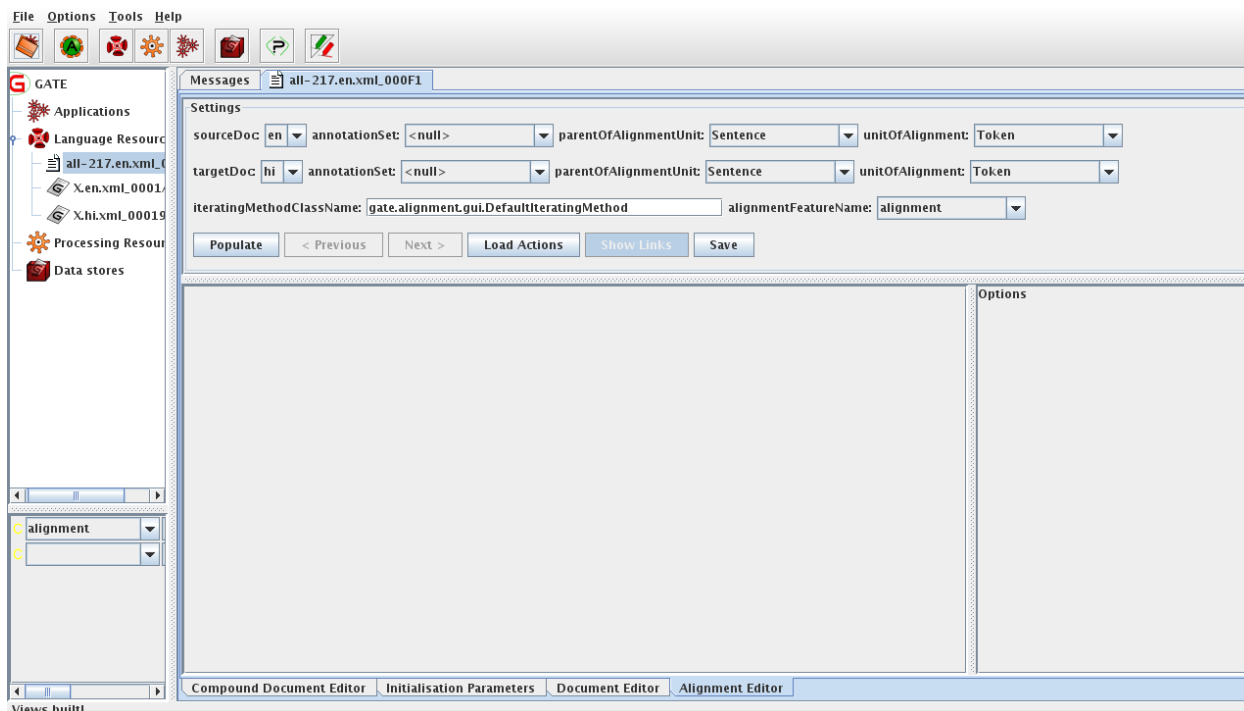 File Options Tools Help
GATE
Applications
Language Resourc
all-217.en.xml_(
X.en.xml_0001
X.hi.xml_00019
Processing Resour
Data stores
alignment
Messages all-217.en.xml_000F1
Settings
sourceDoc: en annotationSet: <null> parentOfAlignmentUnit: Sentence unitOfAlignment: Token
targetDoc: hi annotationSet: <null> parentOfAlignmentUnit: Sentence unitOfAlignment: Token
iteratingMethodClassName: gate.alignment.gui.DefaultIteratingMethod alignmentFeatureName: alignment
Populate < Previous Next > Load Actions Show Links Save
Options
Compound Document Editor Initialisation Parameters Document Editor Alignment Editor
Views built!